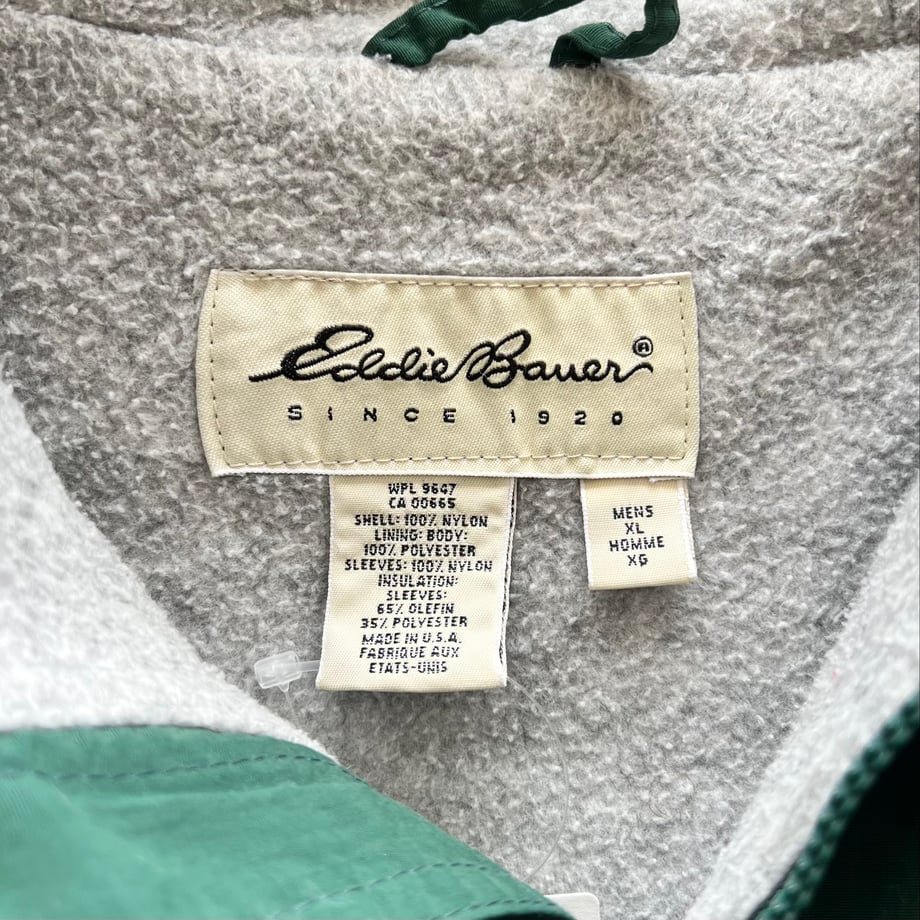 Eddie Bauer®
SINCE 1920
WPL 9647
CA 00665
SHELL: 100% NYLON
LINING: BODY:
100% POLYESTER
SLEEVES: 100% NYLON
INSULATION:
SLEEVES:
65% OLEFIN
35% POLYESTER
MADE IN U.S.A.
FABRIQUE AUX
ETATS-UNIS
MENS
XL
HOMME
XG